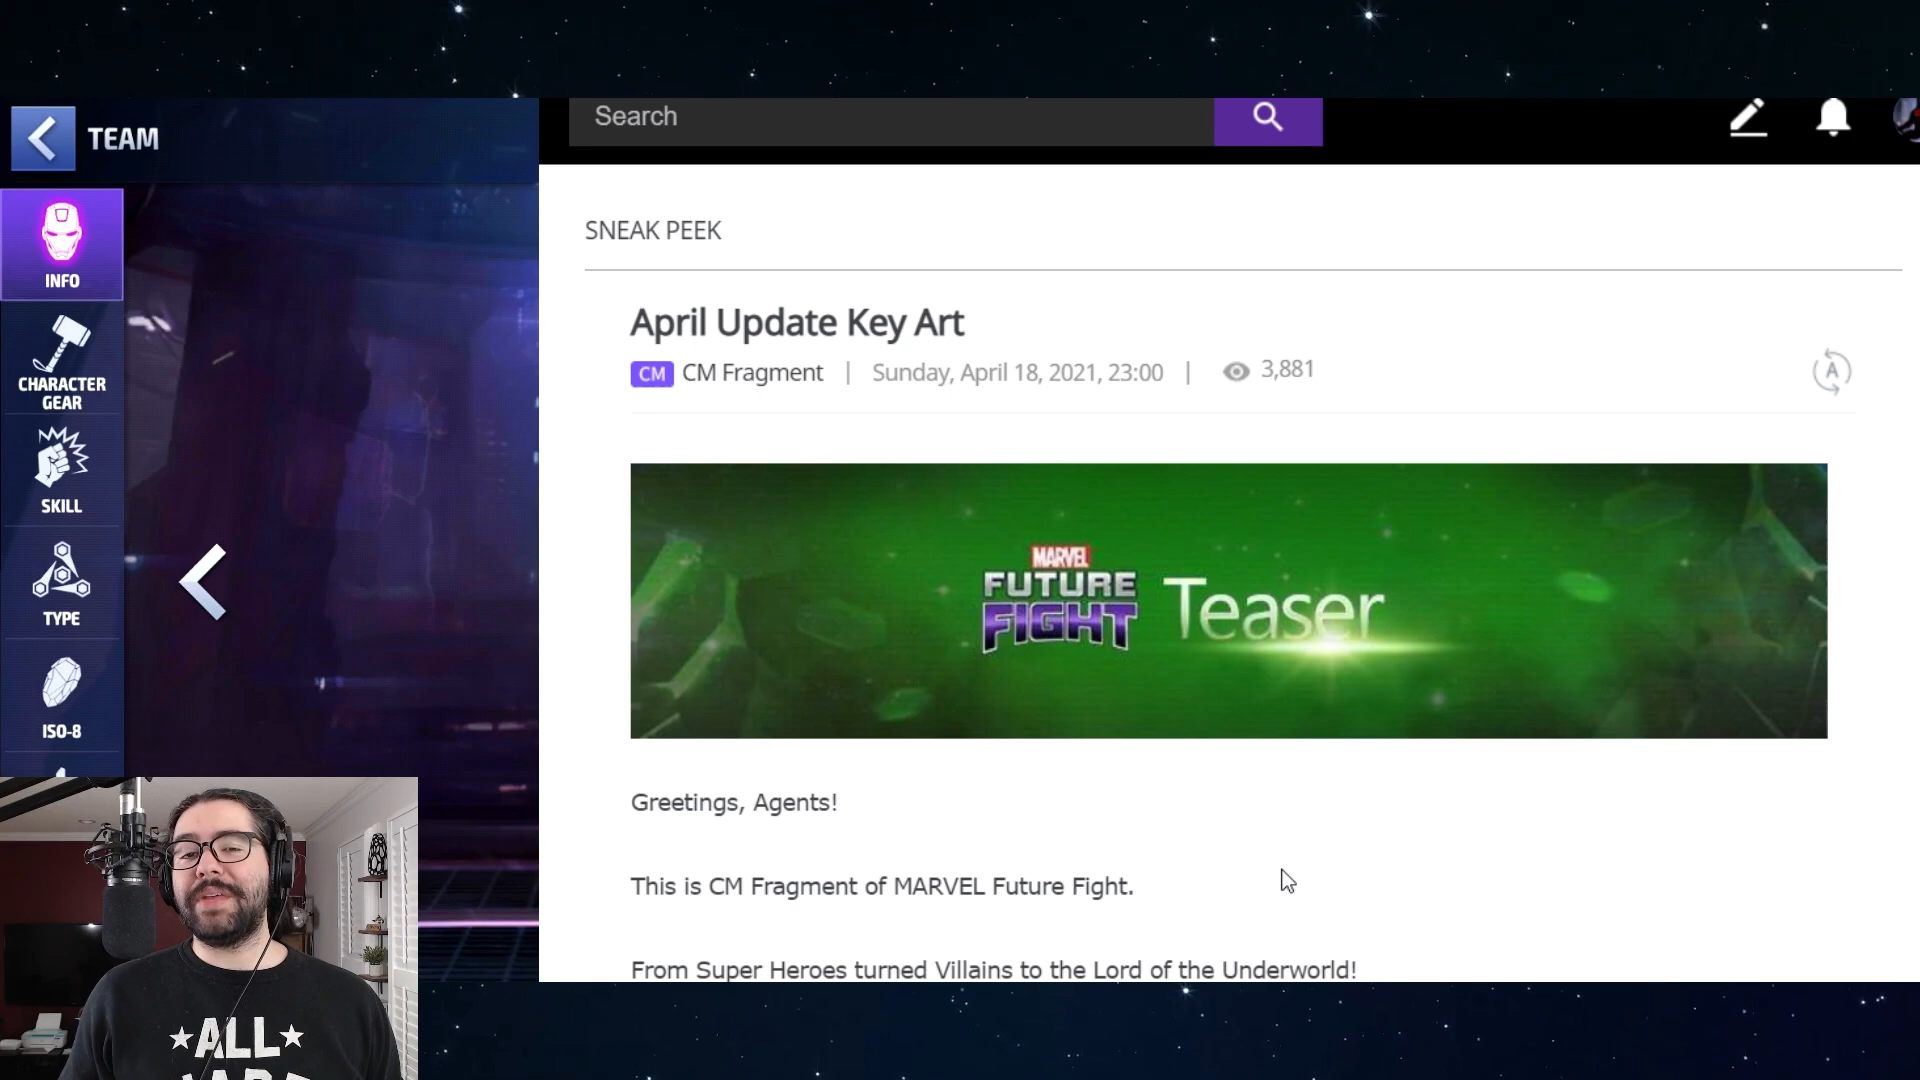 TEAM
INFO
CHARACTER
GEAR
SKILL
TYPE
ISO-8
Search
SNEAK PEEK
April Update Key Art
CM CM Fragment | Sunday, April 18, 2021, 23:00 | 3,881
A
MARVEL
FUTURE
FIGHT
Teaser
Greetings, Agents!
This is CM Fragment of MARVEL Future Fight.
From Super Heroes turned Villains to the Lord of the Underworld!
ALL